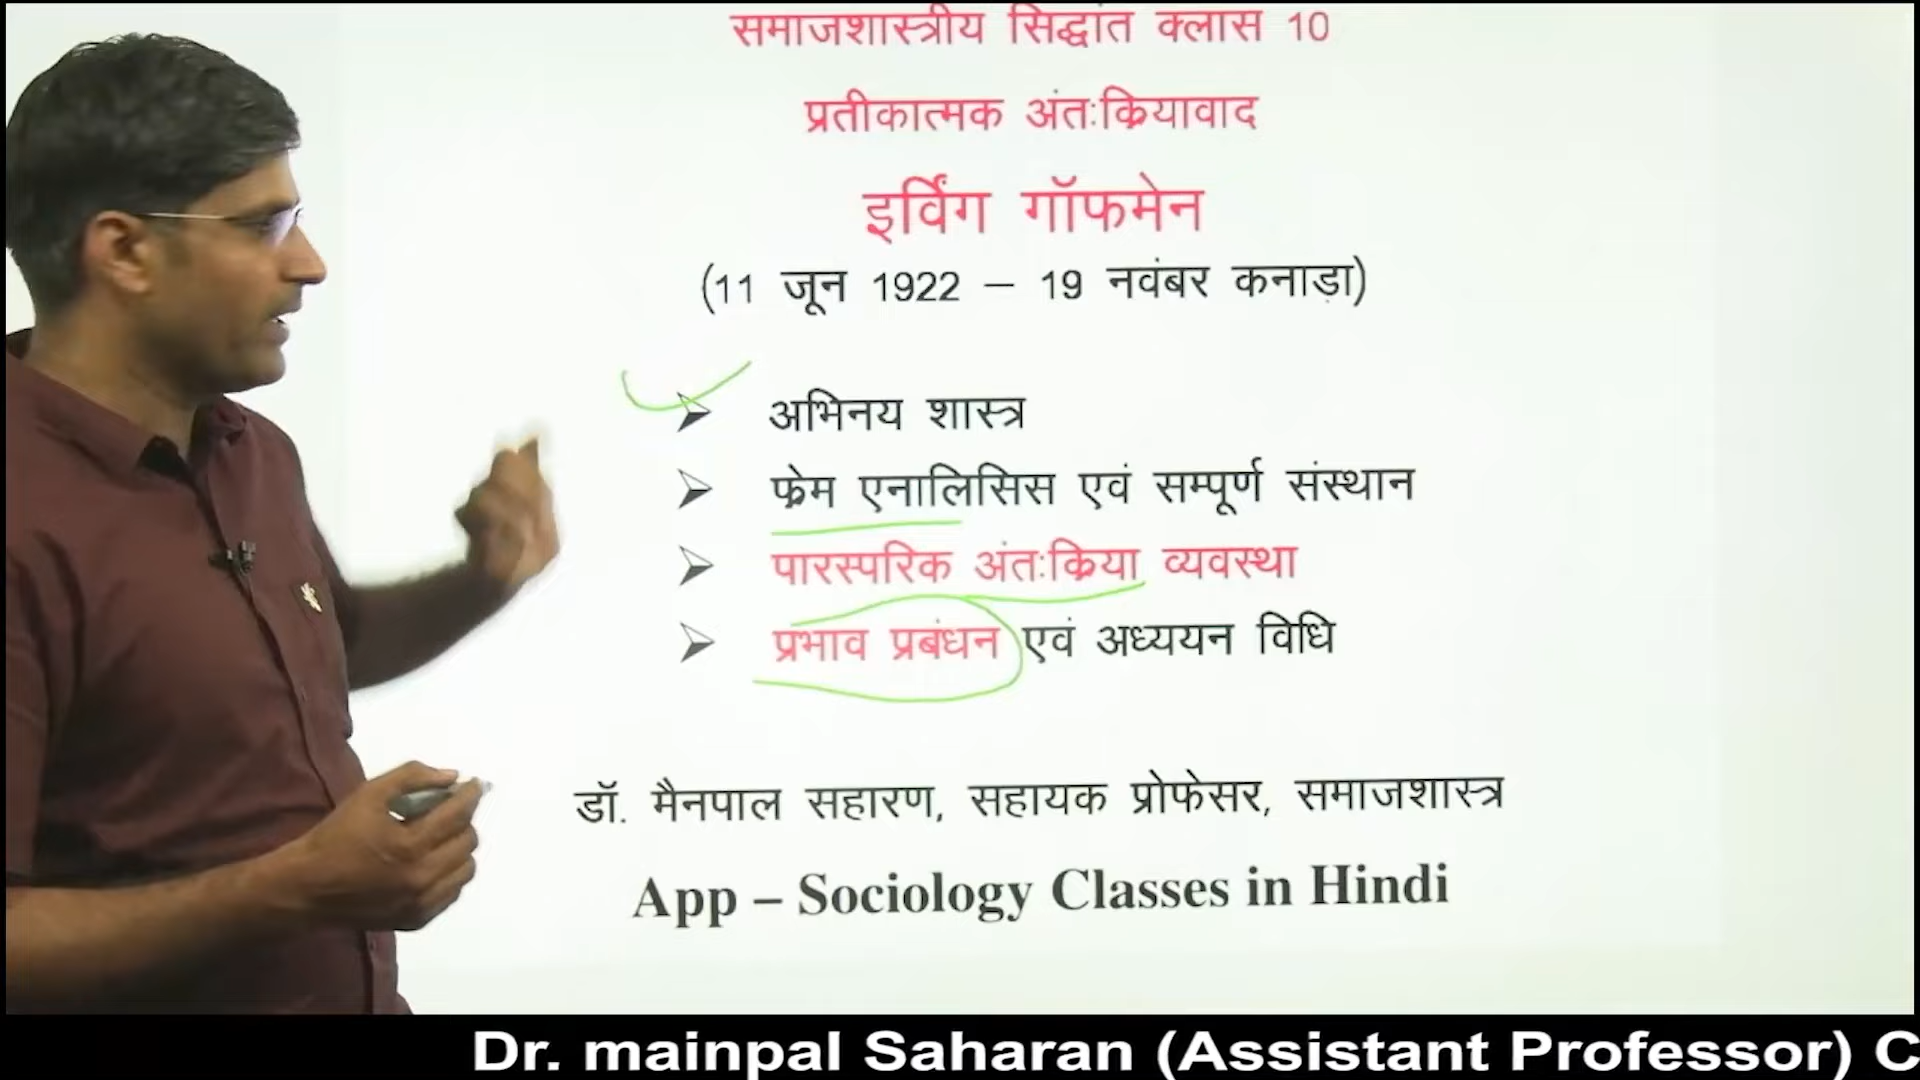 समाजशास्त्रीय सिद्धांत क्लास 10
प्रतीकात्मक अंतःक्रियावाद
इर्विंग गॉफमेन
(11 जून 1922 – 19 नवंबर कनाड़ा)
➢ अभिनय शास्त्र
➢ फ्रेम एनालिसिस एवं सम्पूर्ण संस्थान
➢ पारस्परिक अंतःक्रिया व्यवस्था
➢ प्रभाव प्रबंधन एवं अध्ययन विधि
डॉ. मैनपाल सहारण, सहायक प्रोफेसर, समाजशास्त्र
App – Sociology Classes in Hindi
Dr. mainpal Saharan (Assistant Professor) C